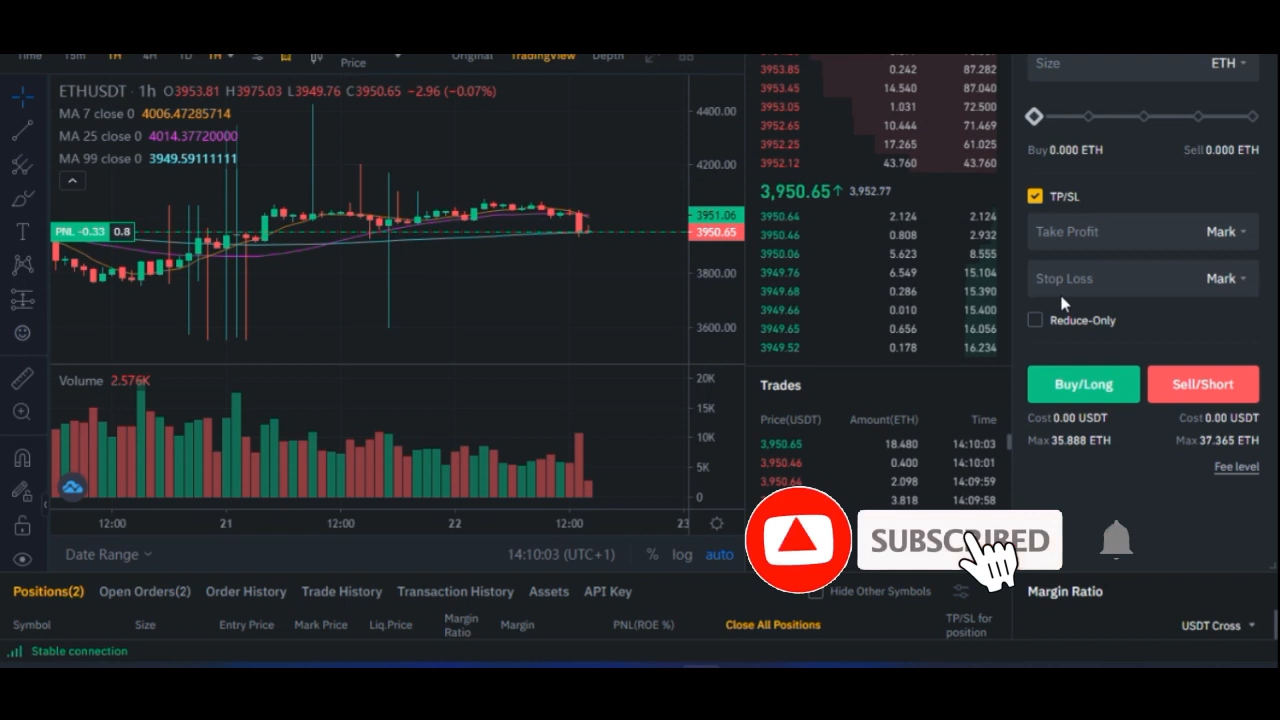 Time 15m 1H 4H 1D 1H Price Original TradingView Depth
ETHUSDT · 1h O3953.81 H3975.03 L3949.76 C3950.65 −2.96 (−0.07%)
MA 7 close 0 4006.47285714
MA 25 close 0 4014.37720000
MA 99 close 0 3949.59111111
PNL -0.33 0.8
4400.00
4200.00
3951.06
3950.65
3800.00
3600.00
Volume 2.576K
20K
15K
10K
5K
0
12:00 21 12:00 22 12:00 23
Date Range 14:10:03 (UTC+1) % log auto
3953.85 0.242 87.282
3953.45 14.540 87.040
3953.05 1.031 72.500
3952.65 10.444 71.469
3952.25 17.265 61.025
3952.12 43.760 43.760
3,950.65↑ 3,952.77
3950.64 2.124 2.124
3950.46 0.808 2.932
3950.06 5.623 8.555
3949.76 6.549 15.104
3949.68 0.286 15.390
3949.66 0.010 15.400
3949.65 0.656 16.056
3949.52 0.178 16.234
Trades
Price(USDT) Amount(ETH) Time
3,950.65 18.480 14:10:03
3,950.46 0.400 14:10:01
3,950.64 2.098 14:09:59
3.818 14:09:58
Size ETH
Buy 0.000 ETH Sell 0.000 ETH
TP/SL
Take Profit Mark
Stop Loss Mark
Reduce-Only
Buy/Long Sell/Short
Cost 0.00 USDT Cost 0.00 USDT
Max 35.888 ETH Max 37.365 ETH
Fee level
SUBSCRIBED
Positions(2) Open Orders(2) Order History Trade History Transaction History Assets API Key Hide Other Symbols
Symbol Size Entry Price Mark Price Liq.Price Margin Ratio Margin PNL(ROE %) Close All Positions TP/SL for position
Margin Ratio
USDT Cross
Stable connection